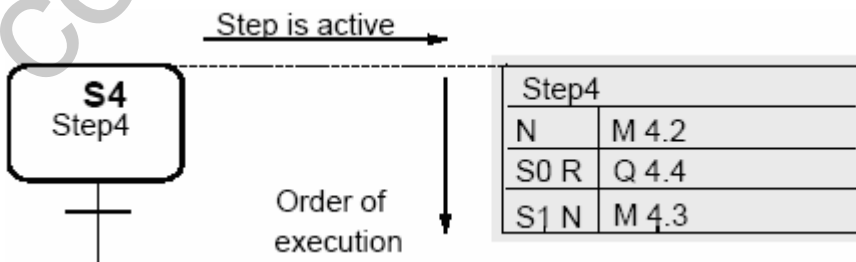 Step is active
S4
Step4
Step4
N M 4.2
S0 R Q 4.4
S1 N M 4.3
Order of
execution